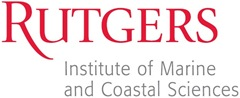 RUTGERS
Institute of Marine
and Coastal Sciences